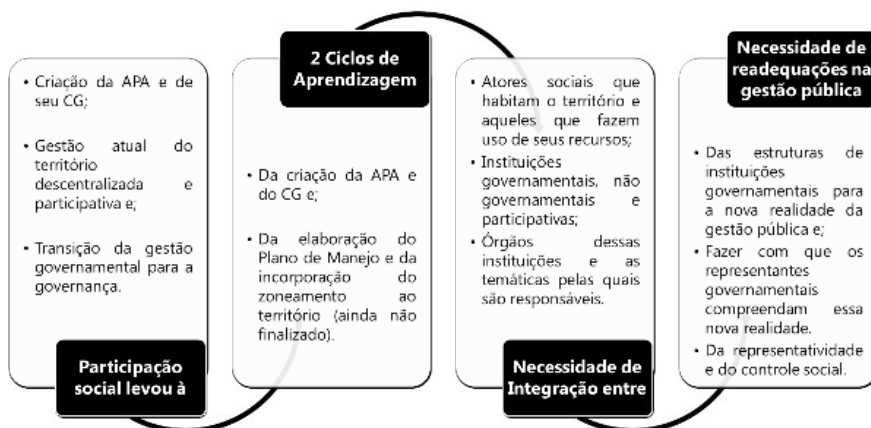 • Criação da APA e de
seu CG;
• Gestão atual do
território
descentralizada e
participativa e;
• Transição da gestão
governamental para a
governança.
Participação
social levou à
2 Ciclos de
Aprendizagem
• Da criação da APA e
do CG e;
• Da elaboração do
Plano de Manejo e da
incorporação do
zoneamento ao
território (ainda não
finalizado).
• Atores sociais que
habitam o território e
aqueles que fazem
uso de seus recursos;
• Instituições
governamentais, não
governamentais e
participativas;
• Órgãos dessas
instituições e as
temáticas pelas quais
são responsáveis.
Necessidade de
Integração entre
Necessidade de
readequações na
gestão pública
• Das estruturas de
instituições
governamentais para
a nova realidade da
gestão pública e;
• Fazer com que os
representantes
governamentais
compreendam essa
nova realidade.
• Da representatividade
e do controle social.